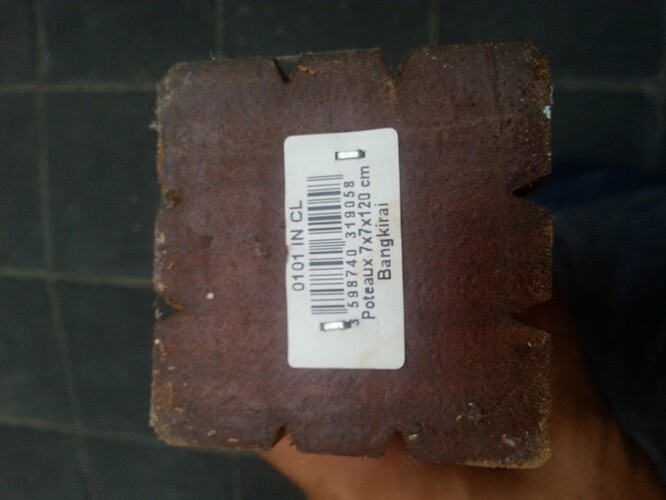 0101 IN CL
3 598740 319058
Poteaux 7x7x120 cm
Bangkirai